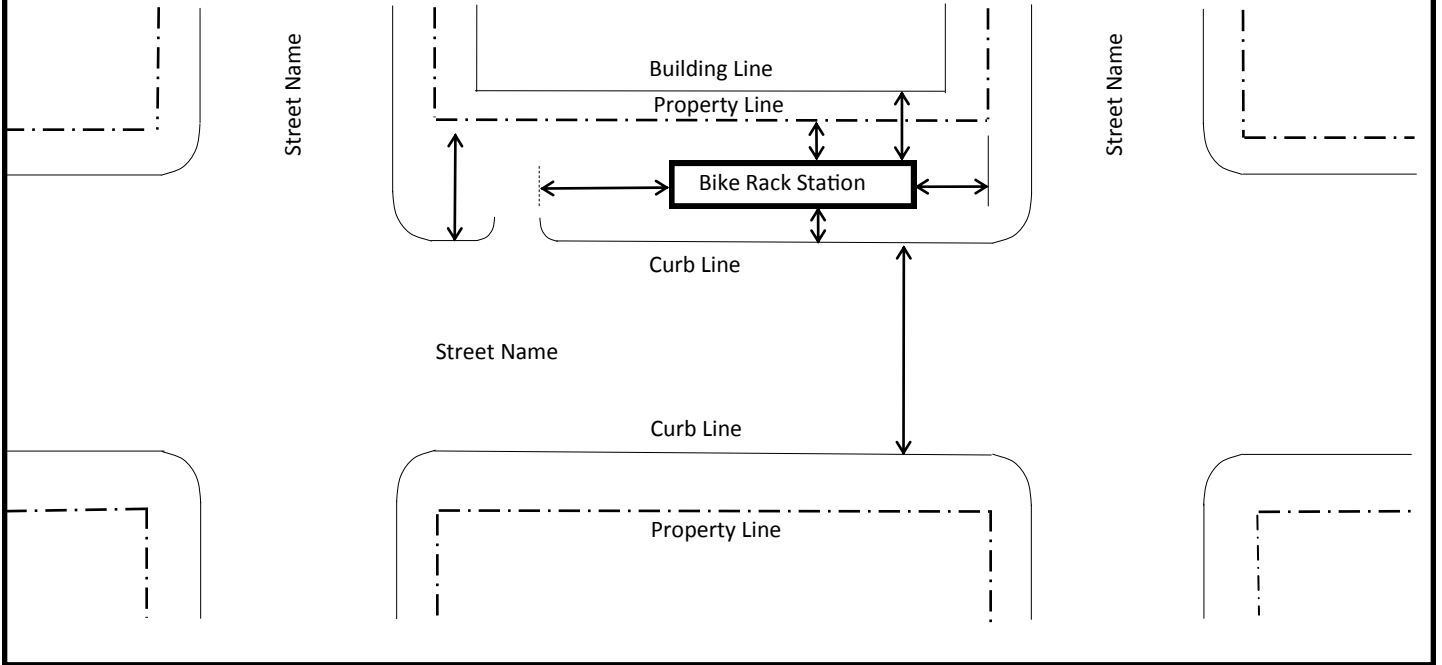 Street Name
Building Line
Property Line
Street Name
Bike Rack Station
Curb Line
Street Name
Curb Line
Property Line